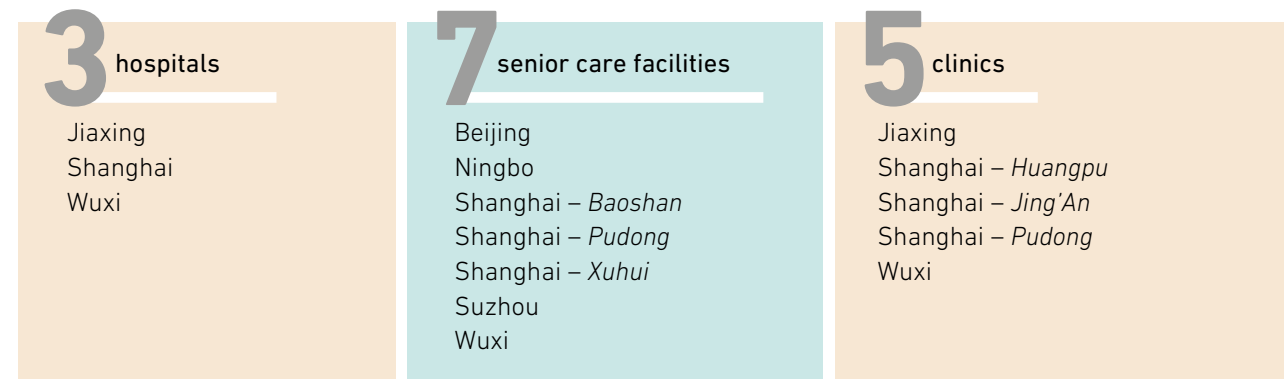 3 hospitals
Jiaxing
Shanghai
Wuxi
7 senior care facilities
Beijing
Ningbo
Shanghai – Baoshan
Shanghai – Pudong
Shanghai – Xuhui
Suzhou
Wuxi
5 clinics
Jiaxing
Shanghai – Huangpu
Shanghai – Jing’An
Shanghai – Pudong
Wuxi